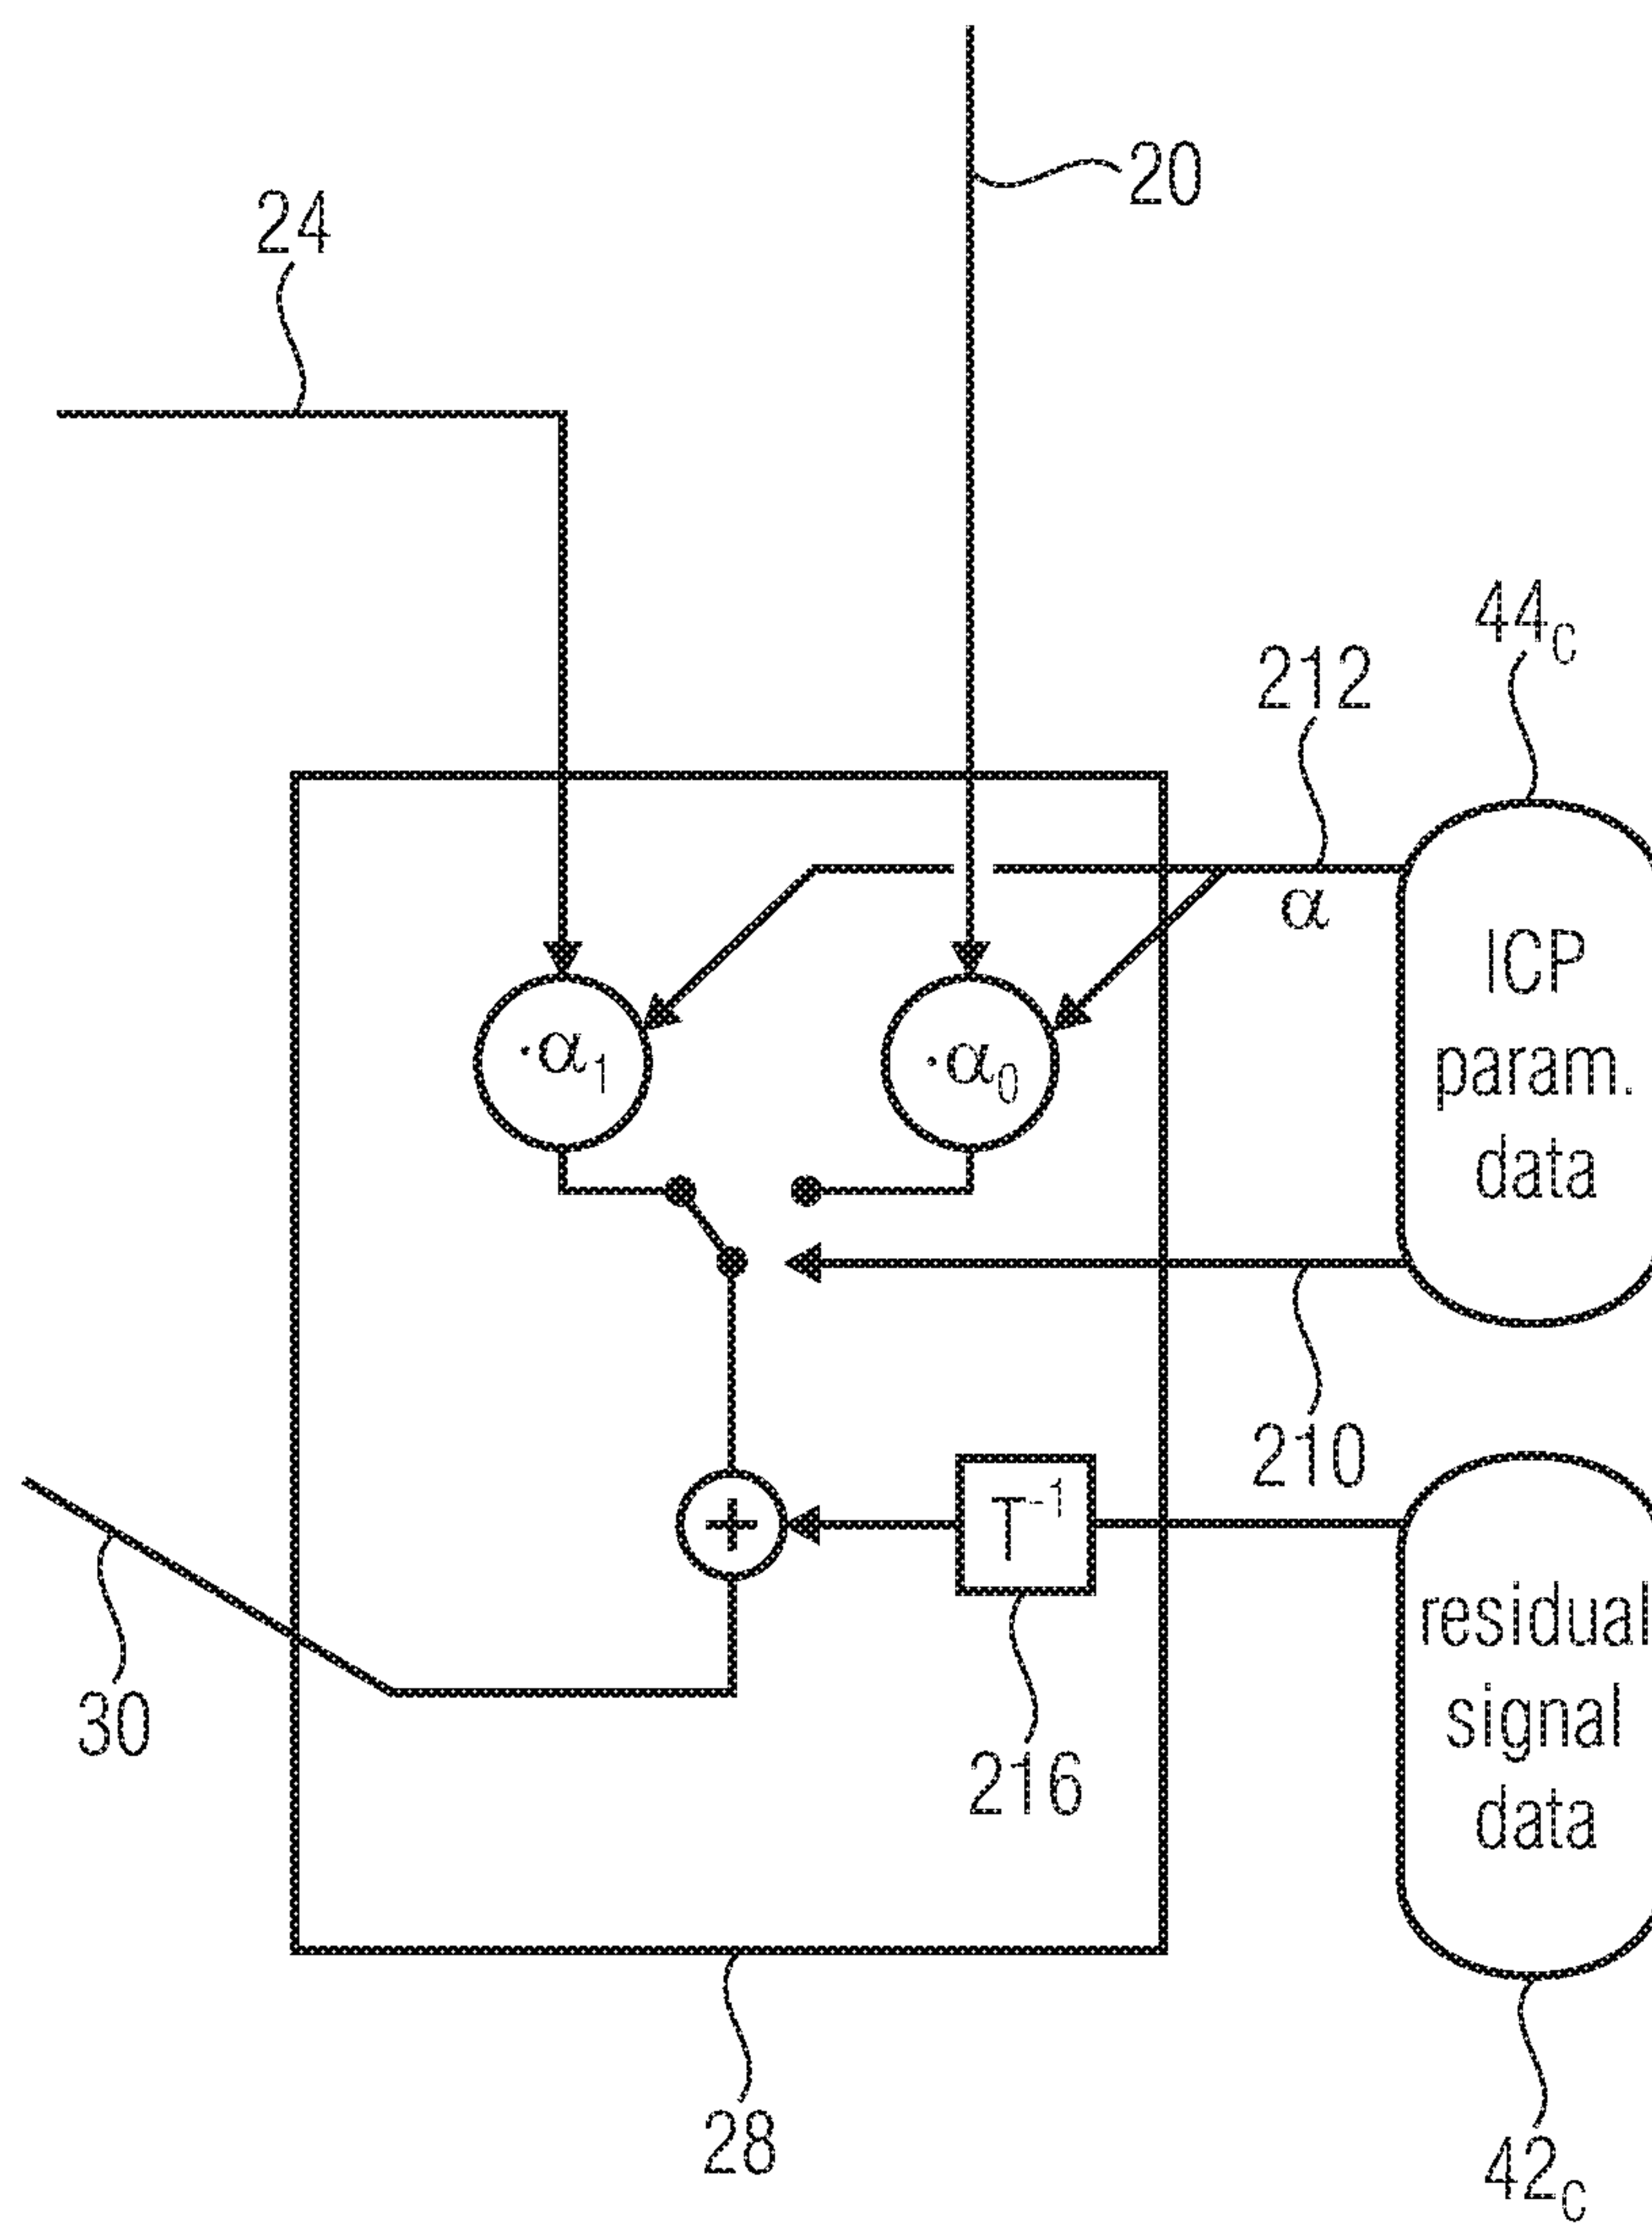 20
24
44C
212
α
ICP
param.
data
·α1
·α0
210
+
T-1
residual
signal
data
30
216
28
42C